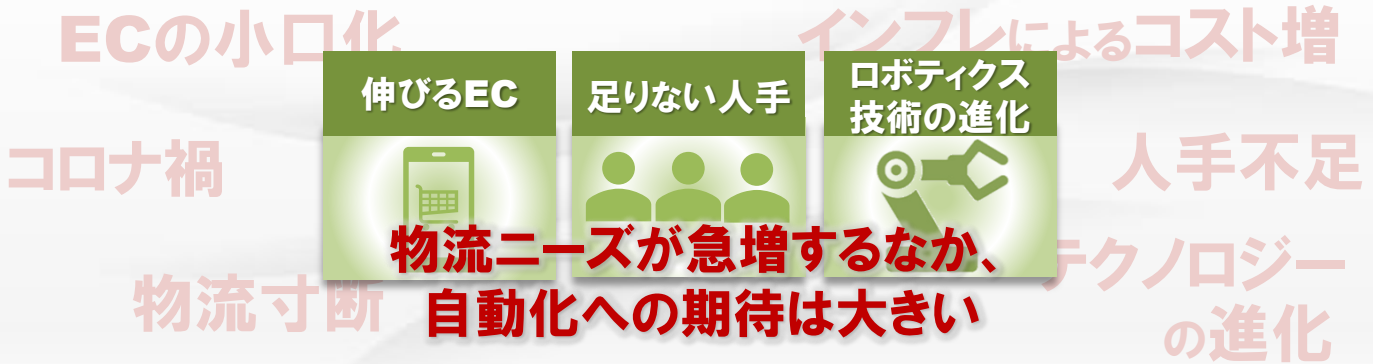 ECの小口化
インフレによるコスト増
伸びるEC
足りない人手
ロボティクス
技術の進化
コロナ禍
人手不足
物流ニーズが急増するなか、
自動化への期待は大きい
物流寸断
テクノロジー
の進化